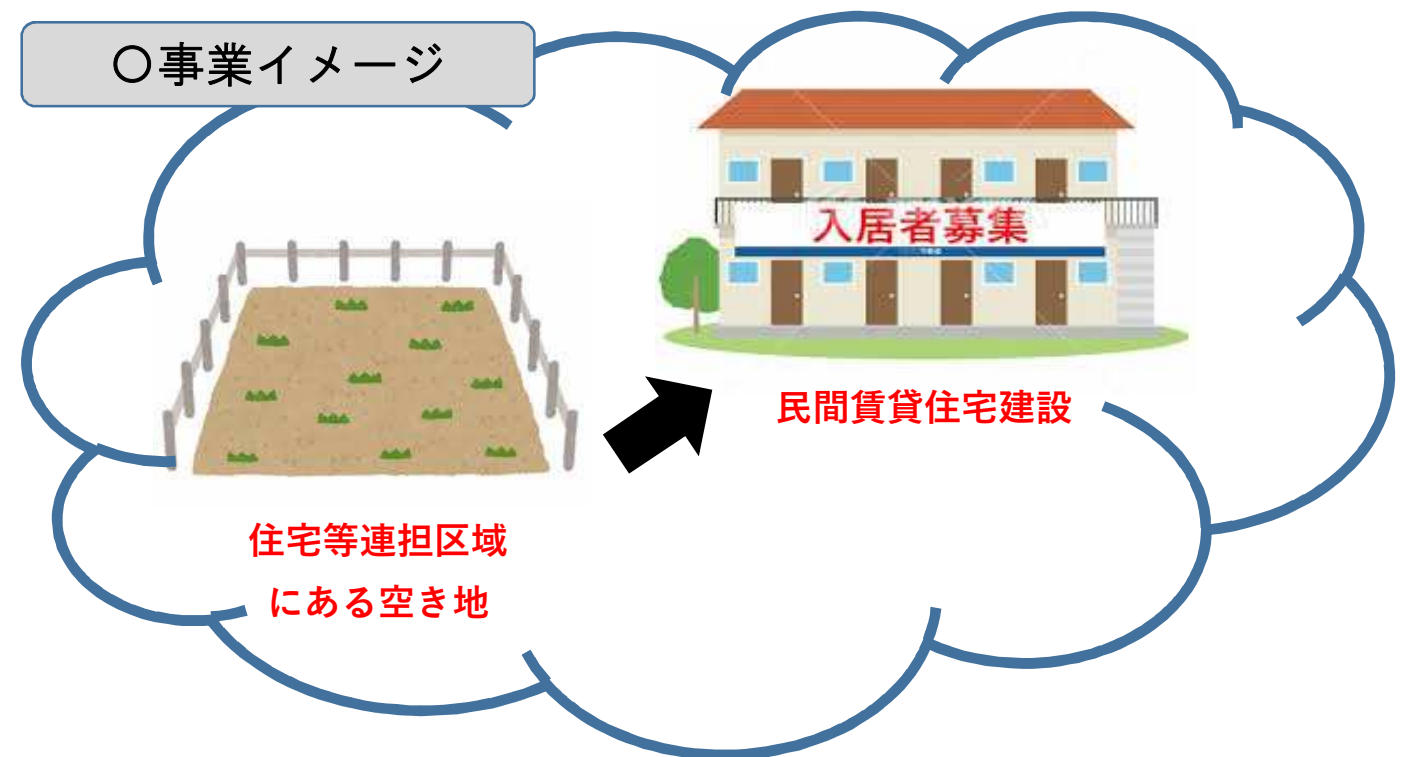 〇事業イメージ
入居者募集
民間賃貸住宅建設
住宅等連担区域
にある空き地